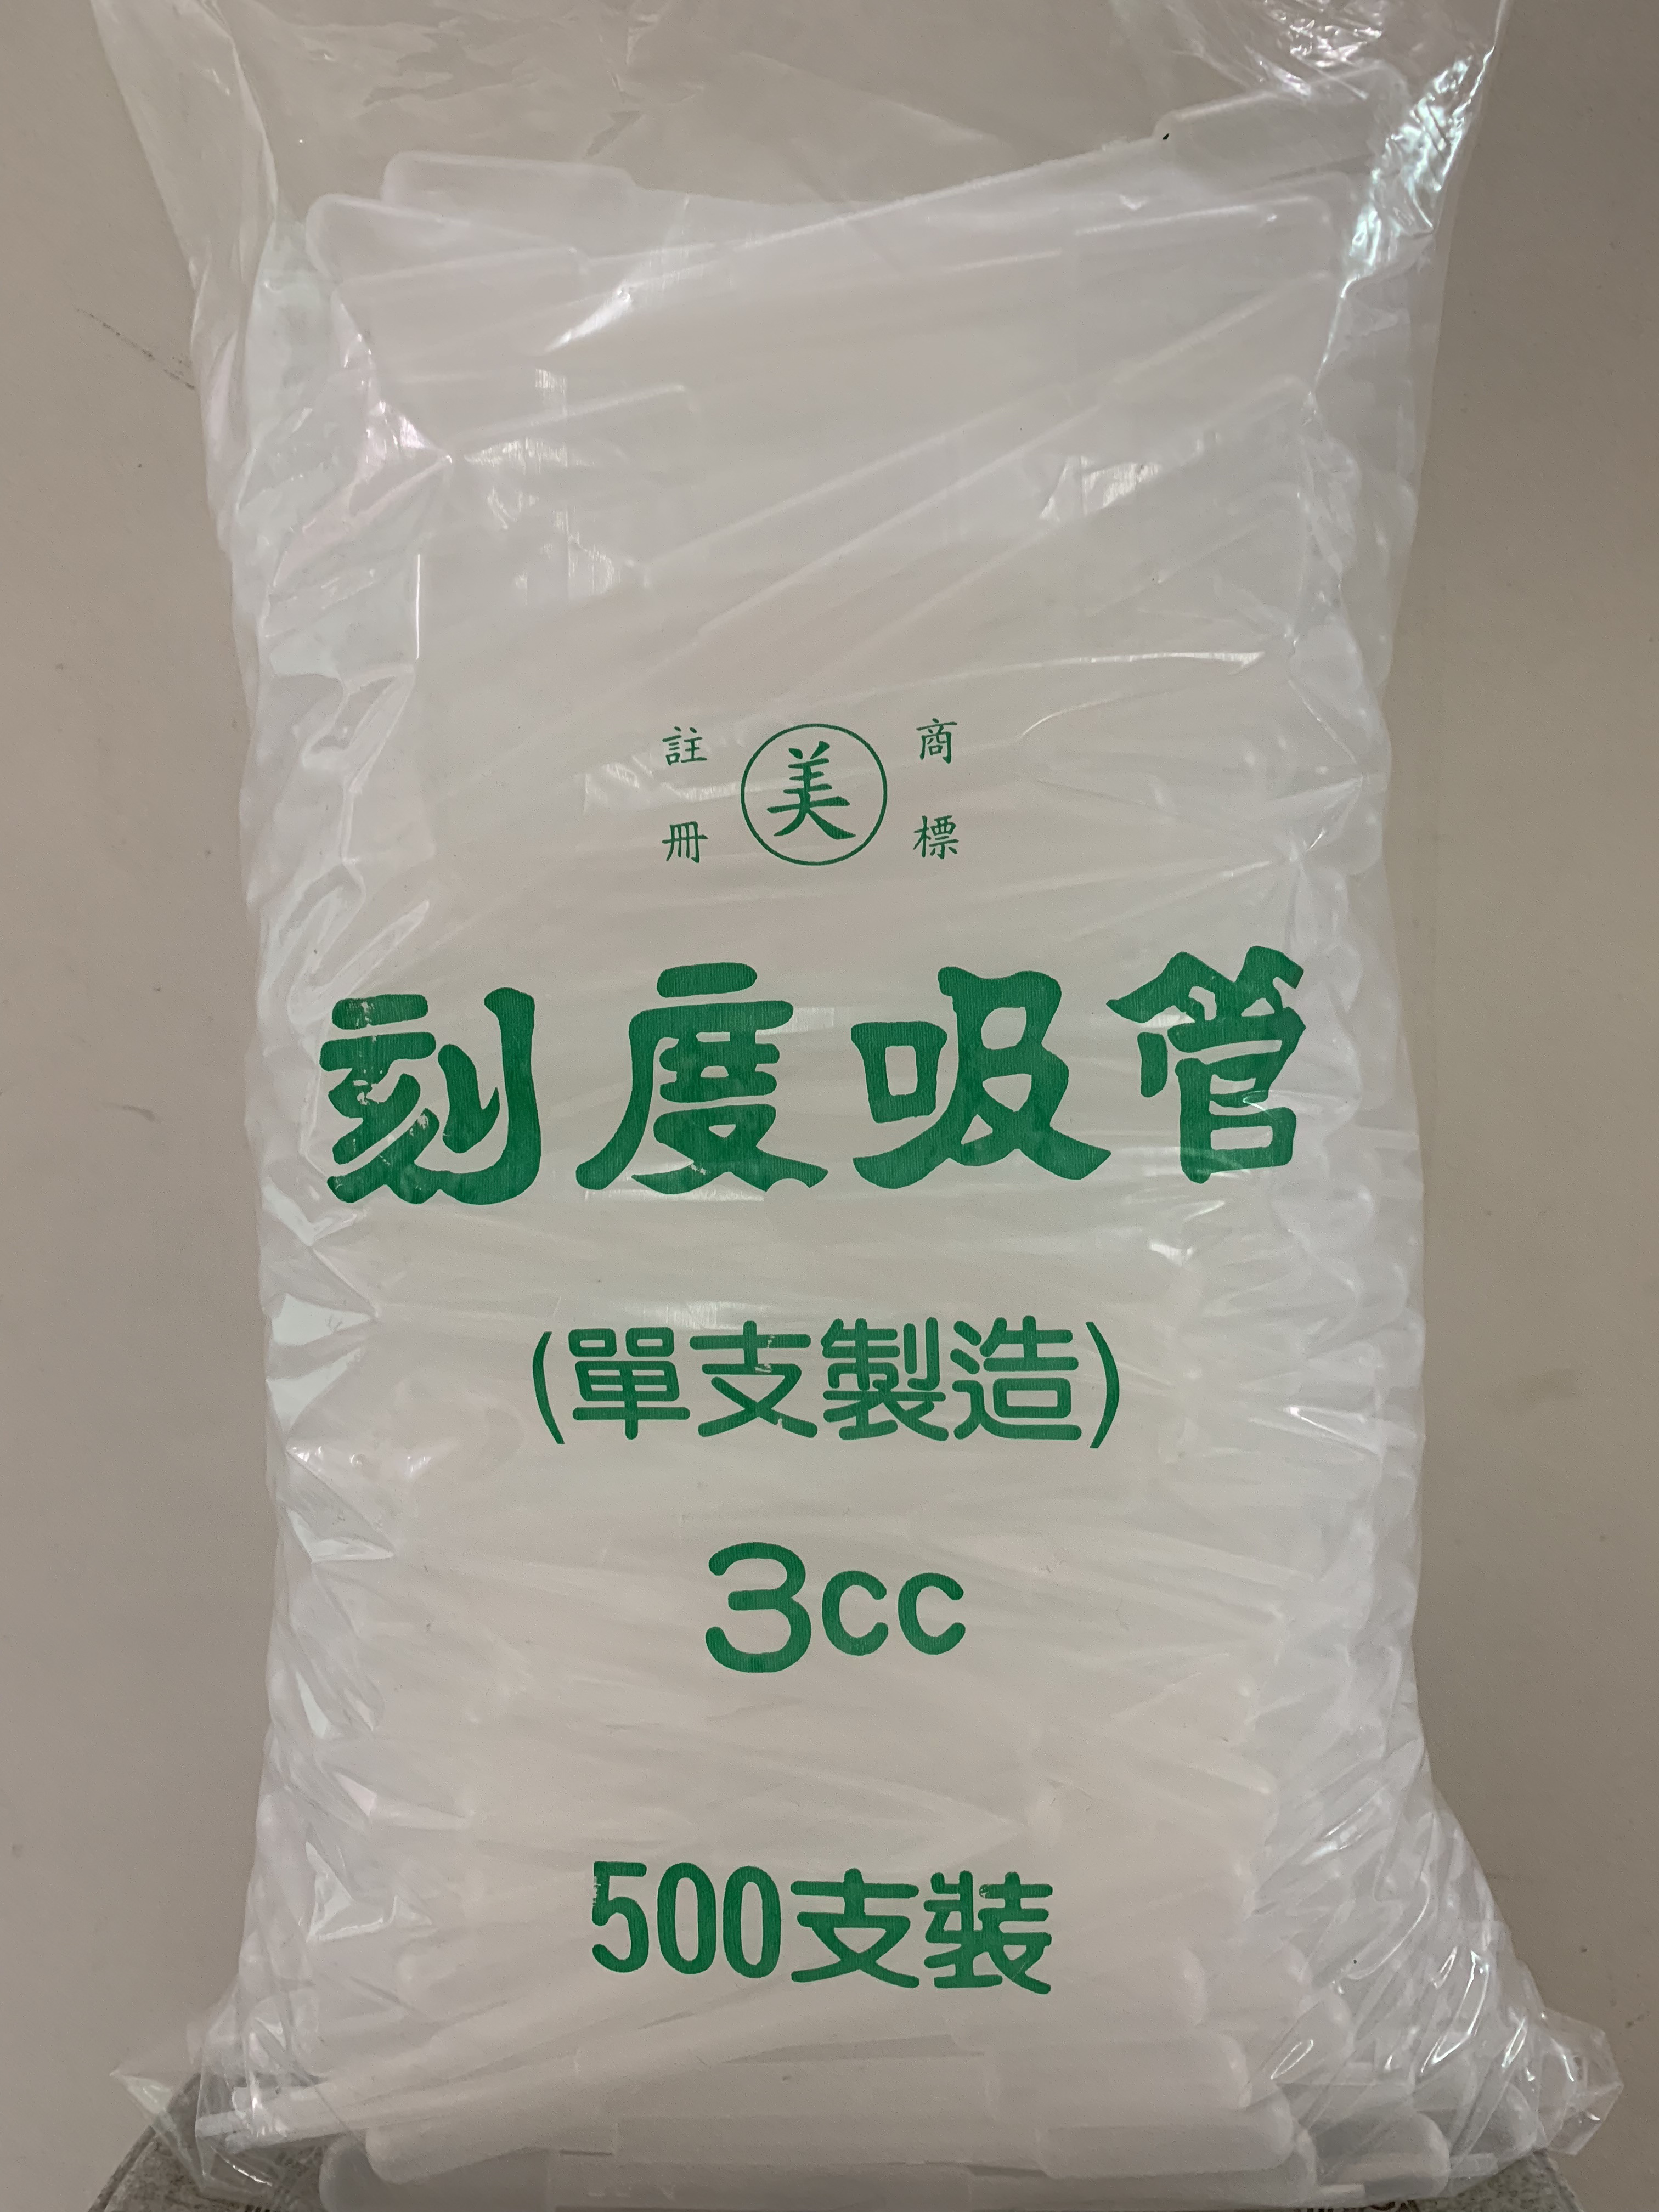 註冊 美 商標
刻度吸管
(單支製造)
3cc
500支裝